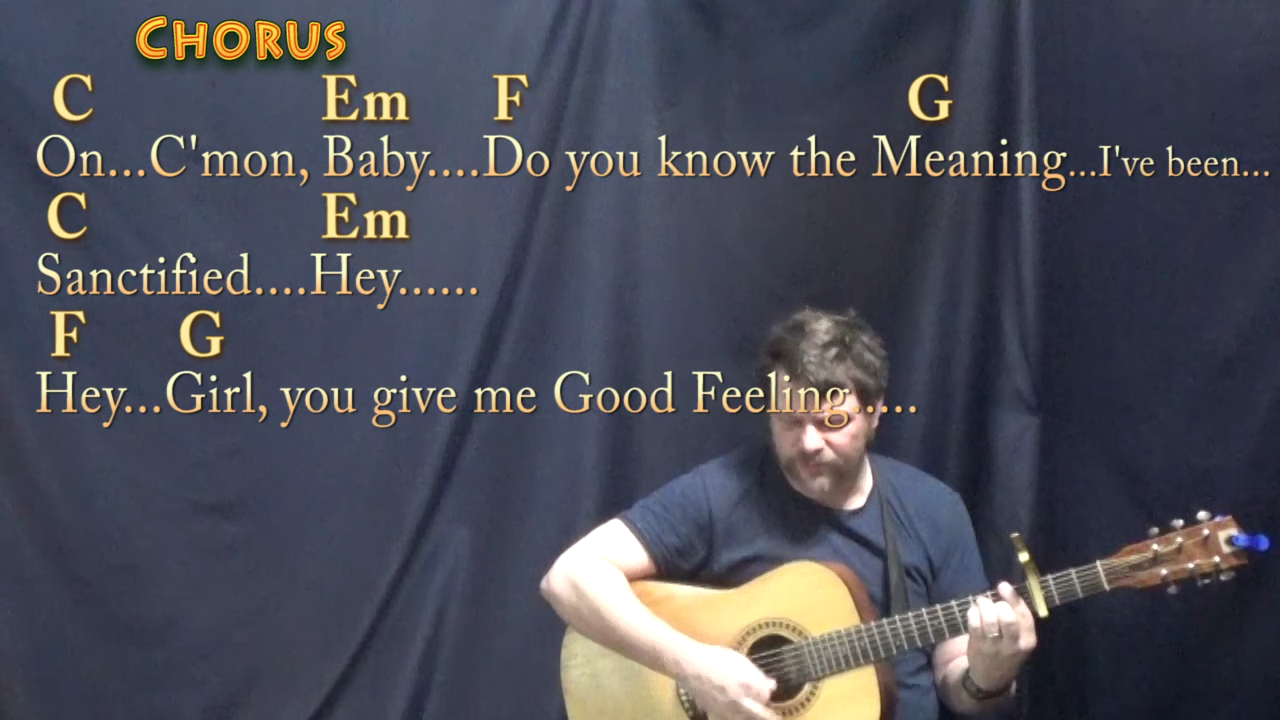 CHORUS
C Em F G
On...C'mon, Baby....Do you know the Meaning...I've been...
C Em
Sanctified....Hey......
F G
Hey...Girl, you give me Good Feeling.....